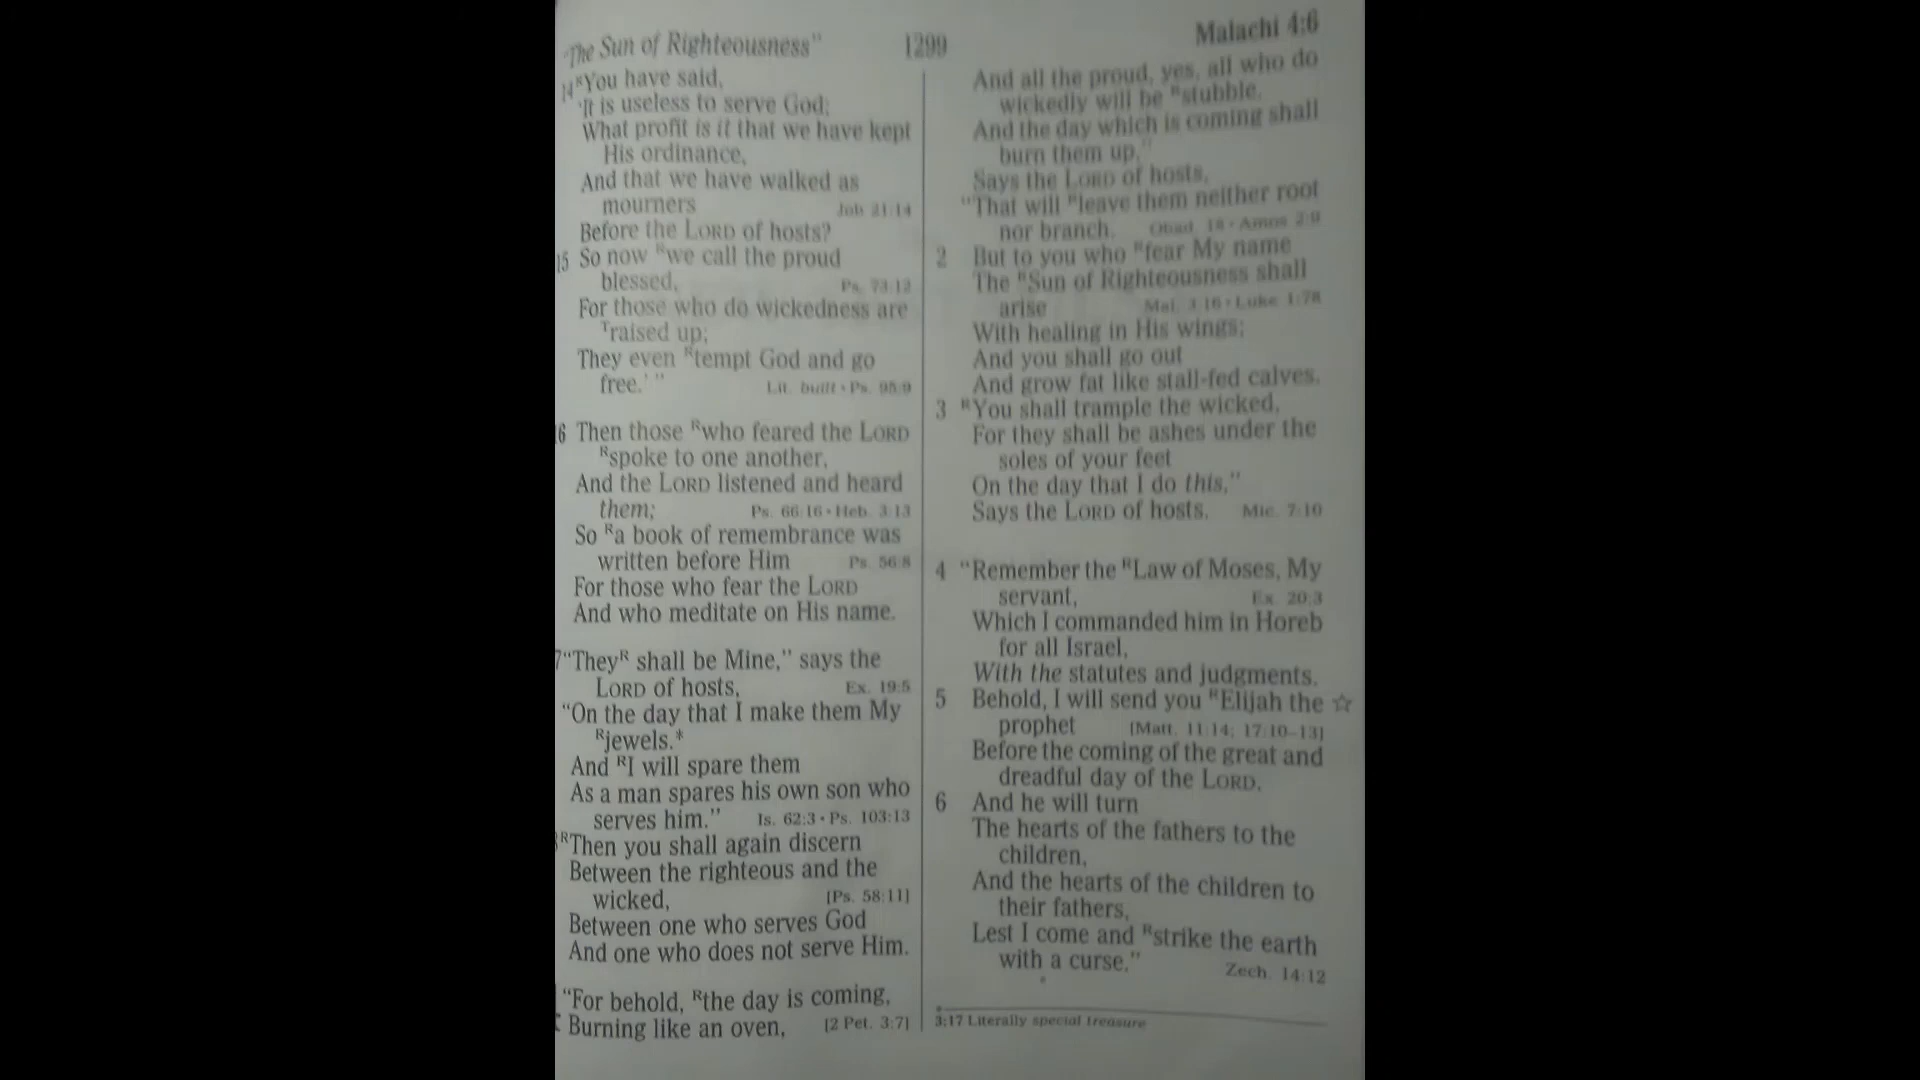 "The Sun of Righteousness"
1299
Malachi 4:6
14 ᴿ"You have said,
'It is useless to serve God;
What profit is it that we have kept
His ordinance,
And that we have walked as
mourners Job 21:14
Before the LORD of hosts?
15 So now ᴿwe call the proud
blessed, Ps. 73:12
For those who do wickedness are
ᵀraised up;
They even ᴿtempt God and go
free.' " Lit. built • Ps. 95:9
16 Then those ᴿwho feared the LORD
ᴿspoke to one another,
And the LORD listened and heard
them; Ps. 66:16 • Heb. 3:13
So ᴿa book of remembrance was
written before Him Ps. 56:8
For those who fear the LORD
And who meditate on His name.
7 "Theyᴿ shall be Mine," says the
LORD of hosts, Ex. 19:5
"On the day that I make them My
ᴿjewels.*
And ᴿI will spare them
As a man spares his own son who
serves him." Is. 62:3 • Ps. 103:13
ᴿThen you shall again discern
Between the righteous and the
wicked, [Ps. 58:11]
Between one who serves God
And one who does not serve Him.
"For behold, ᴿthe day is coming,
Burning like an oven, [2 Pet. 3:7]
And all the proud, yes, all who do
wickedly will be ᴿstubble.
And the day which is coming shall
burn them up,"
Says the LORD of hosts,
"That will ᴿleave them neither root
nor branch. Obad. 18 • Amos 2:9
2 But to you who ᴿfear My name
The ᴿSun of Righteousness shall
arise Mal. 3:16 • Luke 1:78
With healing in His wings;
And you shall go out
And grow fat like stall-fed calves.
3 ᴿYou shall trample the wicked,
For they shall be ashes under the
soles of your feet
On the day that I do this,"
Says the LORD of hosts. Mic. 7:10
4 "Remember the ᴿLaw of Moses, My
servant, Ex. 20:3
Which I commanded him in Horeb
for all Israel,
With the statutes and judgments.
5 Behold, I will send you ᴿElijah the ☆
prophet [Matt. 11:14; 17:10–13]
Before the coming of the great and
dreadful day of the LORD.
6 And he will turn
The hearts of the fathers to the
children,
And the hearts of the children to
their fathers,
Lest I come and ᴿstrike the earth
with a curse." Zech. 14:12
3:17 Literally special treasure